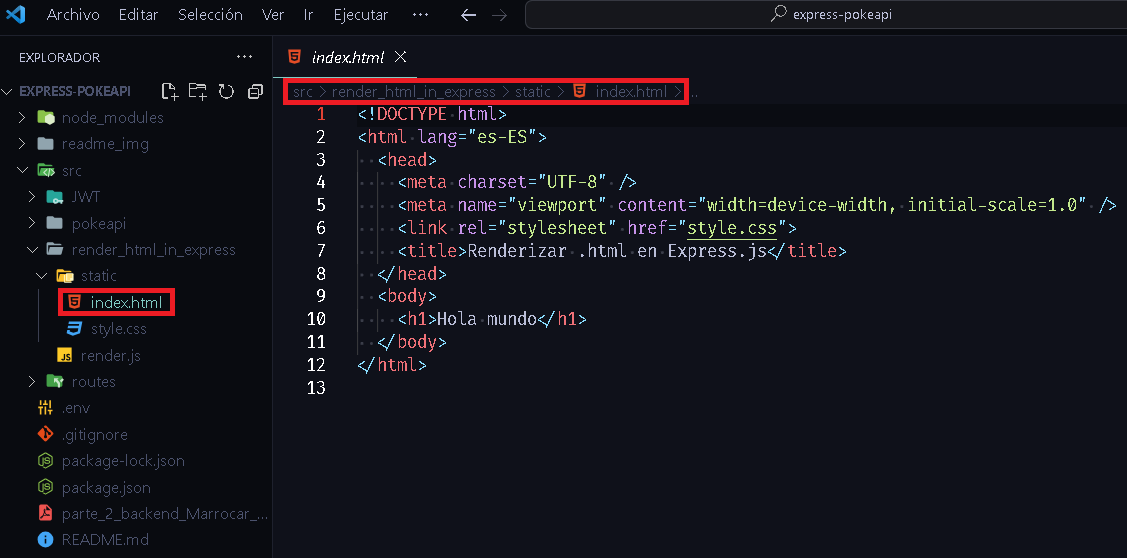 Archivo Editar Selección Ver Ir Ejecutar ··· express-pokeapi
EXPLORADOR ···
EXPRESS-POKEAPI
node_modules
readme_img
src
JWT
pokeapi
render_html_in_express
static
index.html
style.css
JS render.js
routes
.env
.gitignore
package-lock.json
package.json
parte_2_backend_Marrocar_...
README.md
index.html
src > render_html_in_express > static > index.html > ...
1 <!DOCTYPE html>
2 <html lang="es-ES">
3 <head>
4 <meta charset="UTF-8" />
5 <meta name="viewport" content="width=device-width, initial-scale=1.0" />
6 <link rel="stylesheet" href="style.css">
7 <title>Renderizar .html en Express.js</title>
8 </head>
9 <body>
10 <h1>Hola mundo</h1>
11 </body>
12 </html>
13